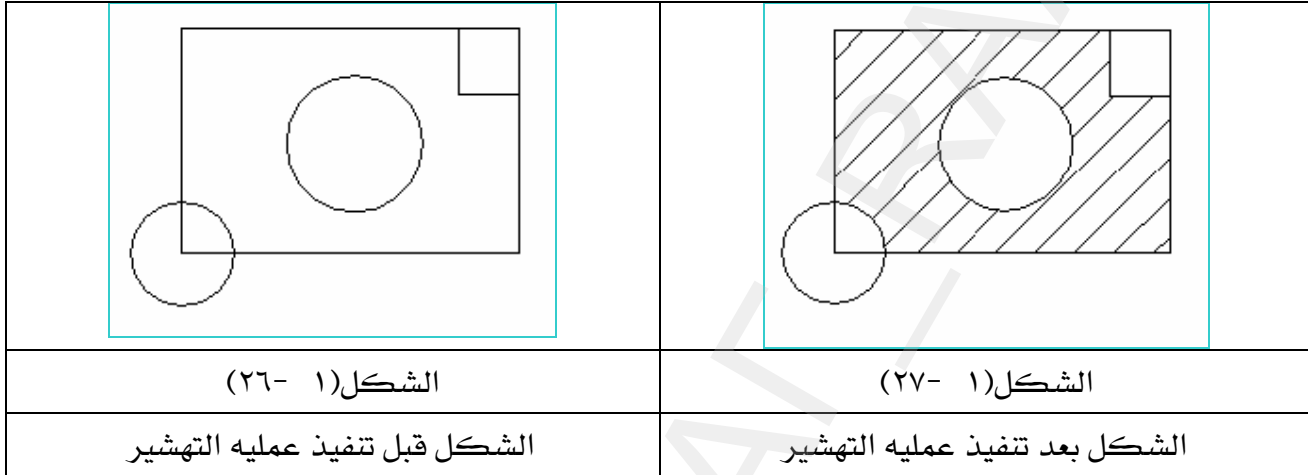 الشكل(١ -٢٦)
الشكل(١ -٢٧)
الشكل قبل تنفيذ عمليه التهشير
الشكل بعد تنفيذ عمليه التهشير